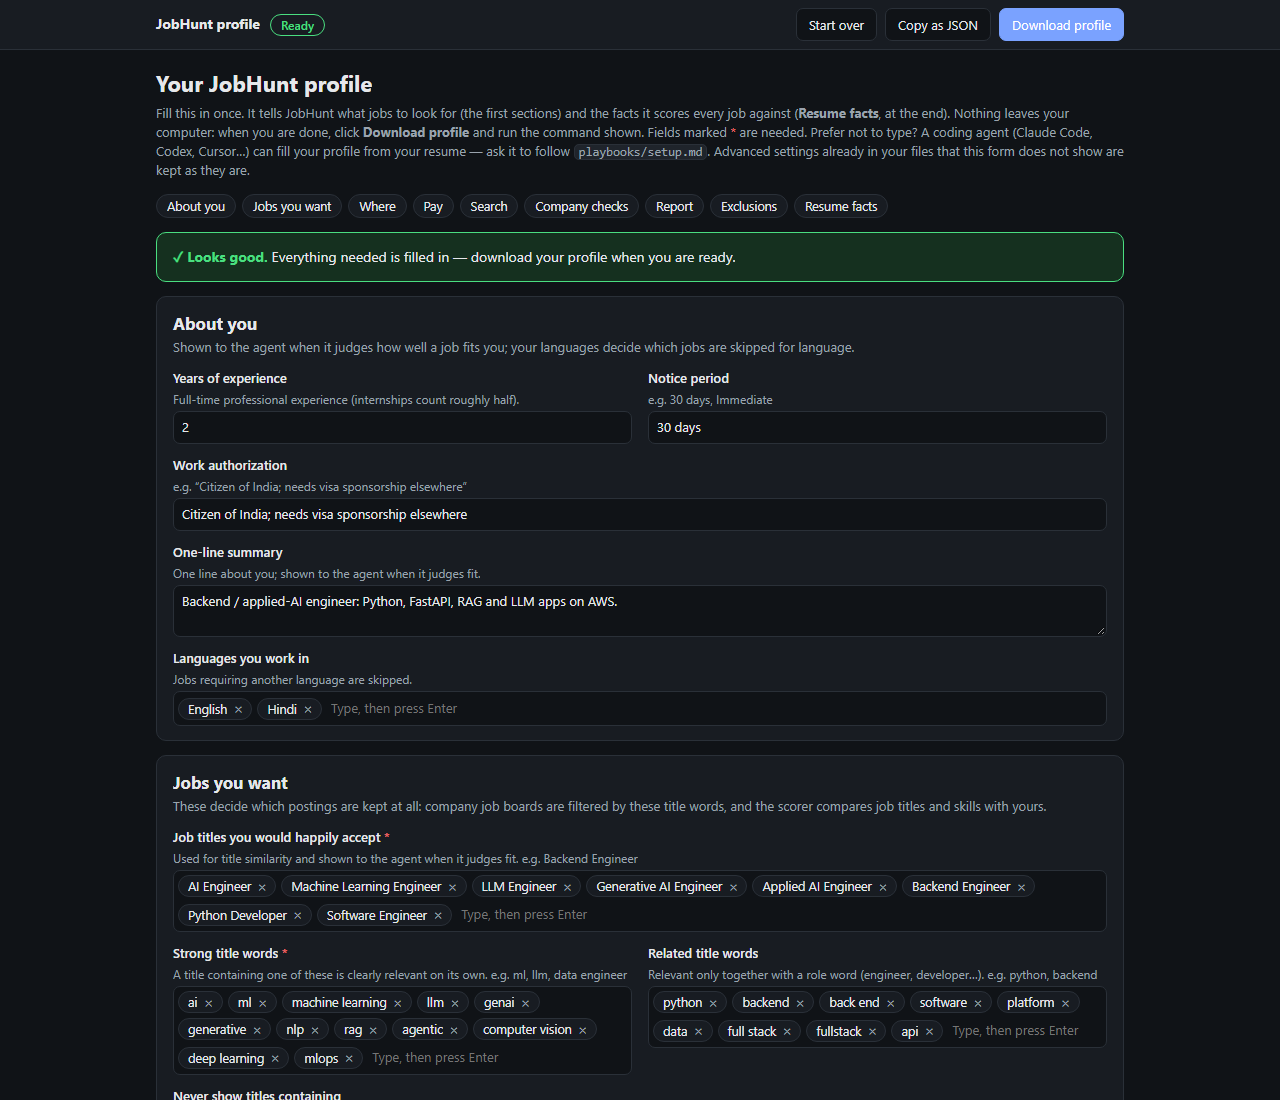 JobHunt profile Ready Start over Copy as JSON Download profile
Your JobHunt profile
Fill this in once. It tells JobHunt what jobs to look for (the first sections) and the facts it scores every job against (Resume facts, at the end). Nothing leaves your
computer: when you are done, click Download profile and run the command shown. Fields marked * are needed. Prefer not to type? A coding agent (Claude Code,
Codex, Cursor...) can fill your profile from your resume — ask it to follow playbooks/setup.md. Advanced settings already in your files that this form does not show are
kept as they are.
About you Jobs you want Where Pay Search Company checks Report Exclusions Resume facts
✓ Looks good. Everything needed is filled in — download your profile when you are ready.
About you
Shown to the agent when it judges how well a job fits you; your languages decide which jobs are skipped for language.
Years of experience Notice period
Full-time professional experience (internships count roughly half). e.g. 30 days, Immediate
2 30 days
Work authorization
e.g. "Citizen of India; needs visa sponsorship elsewhere"
Citizen of India; needs visa sponsorship elsewhere
One-line summary
One line about you; shown to the agent when it judges fit.
Backend / applied-AI engineer: Python, FastAPI, RAG and LLM apps on AWS.
Languages you work in
Jobs requiring another language are skipped.
English × Hindi × Type, then press Enter
Jobs you want
These decide which postings are kept at all: company job boards are filtered by these title words, and the scorer compares job titles and skills with yours.
Job titles you would happily accept *
Used for title similarity and shown to the agent when it judges fit. e.g. Backend Engineer
AI Engineer × Machine Learning Engineer × LLM Engineer × Generative AI Engineer × Applied AI Engineer × Backend Engineer ×
Python Developer × Software Engineer × Type, then press Enter
Strong title words * Related title words
A title containing one of these is clearly relevant on its own. e.g. ml, llm, data engineer Relevant only together with a role word (engineer, developer...). e.g. python, backend
ai × ml × machine learning × llm × genai × python × backend × back end × software × platform ×
generative × nlp × rag × agentic × computer vision × data × full stack × fullstack × api × Type, then press Enter
deep learning × mlops × Type, then press Enter
Never show titles containing